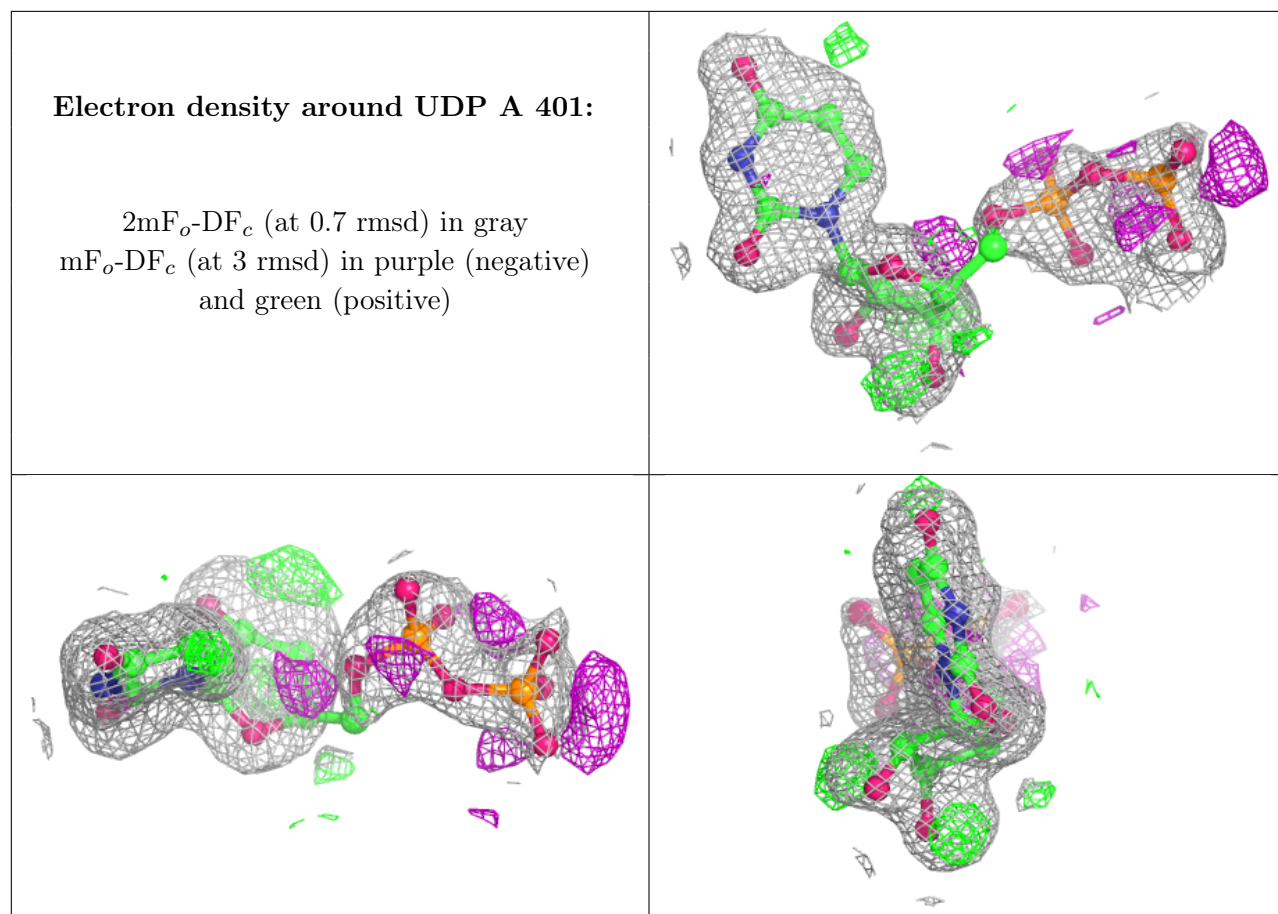 Electron density around UDP A 401:
2mFo-DFc (at 0.7 rmsd) in gray
mFo-DFc (at 3 rmsd) in purple (negative)
and green (positive)